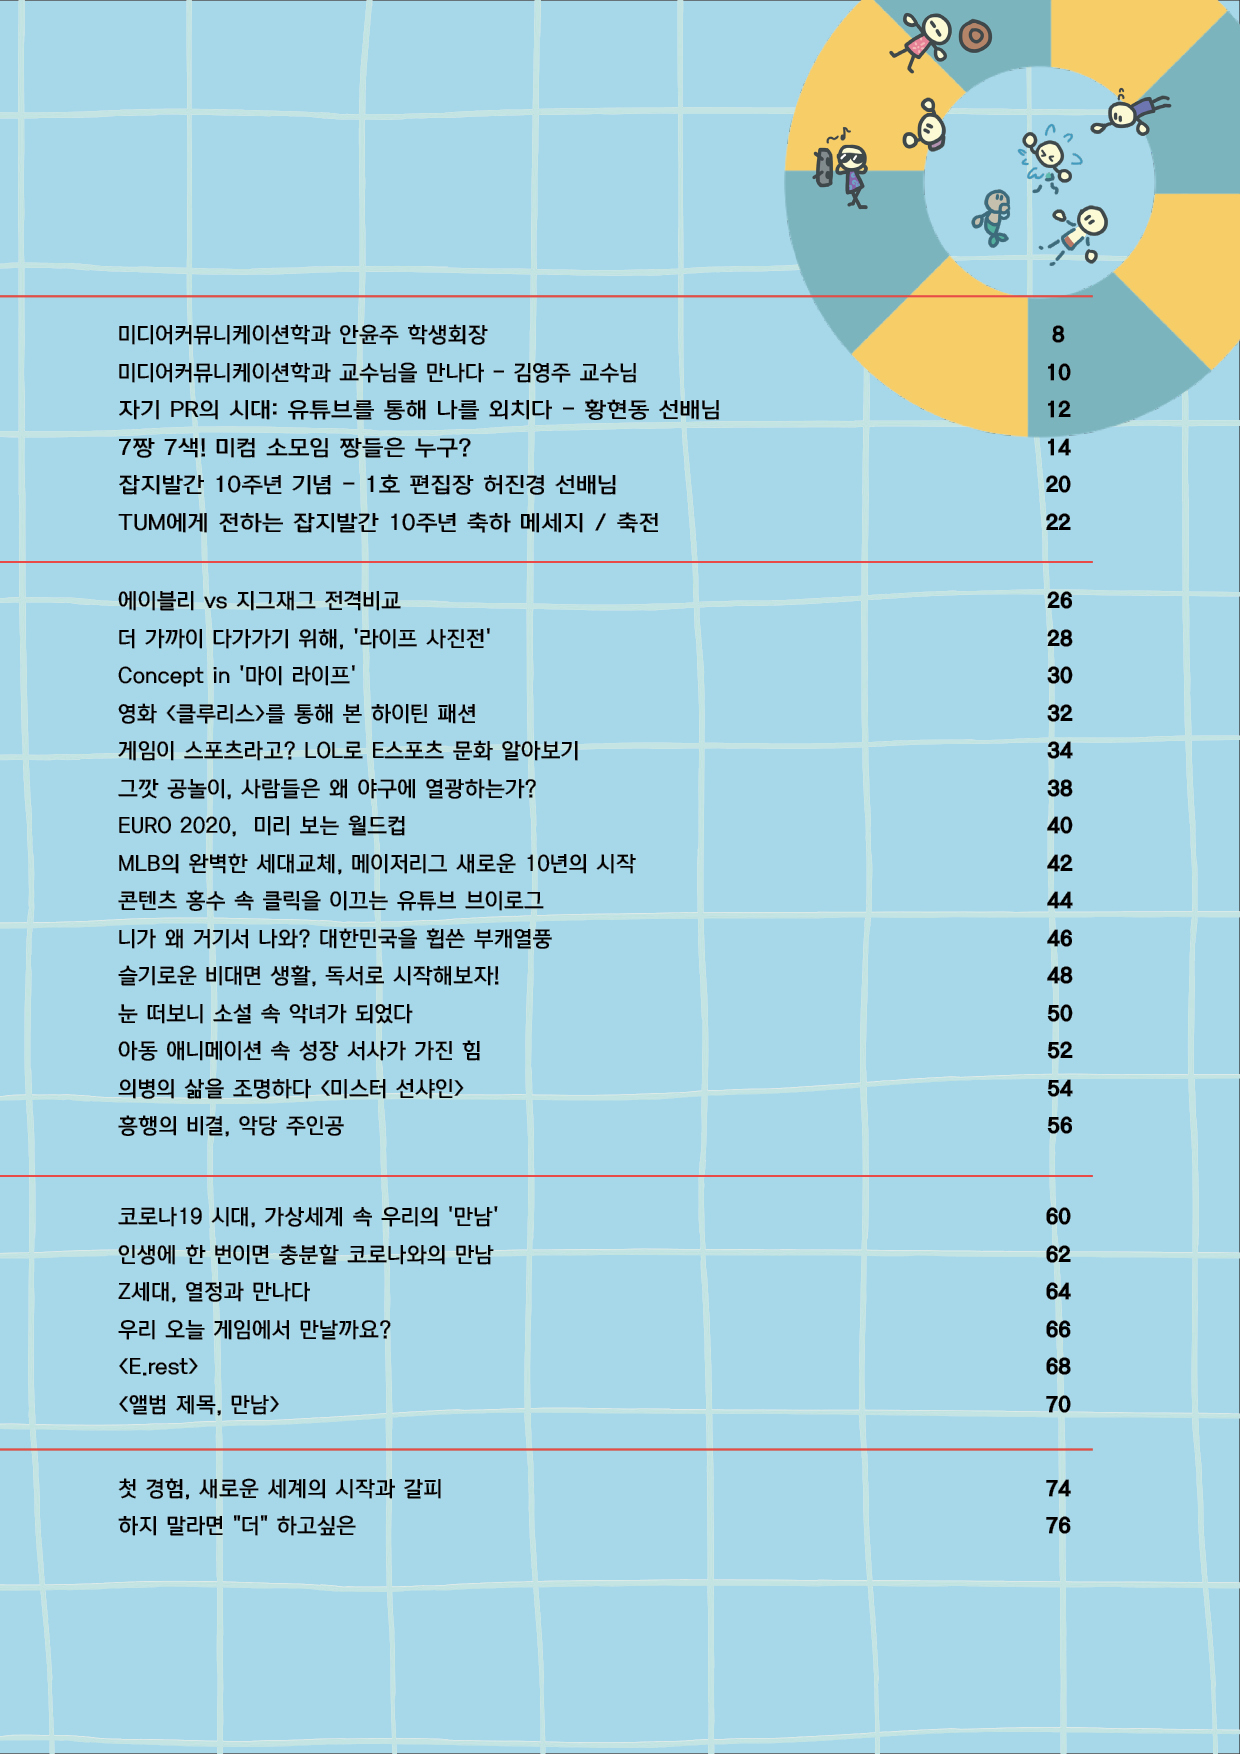 미디어커뮤니케이션학과 안윤주 학생회장 8
미디어커뮤니케이션학과 교수님을 만나다 - 김영주 교수님 10
자기 PR의 시대: 유튜브를 통해 나를 외치다 - 황현동 선배님 12
7짱 7색! 미컴 소모임 짱들은 누구? 14
잡지발간 10주년 기념 - 1호 편집장 허진경 선배님 20
TUM에게 전하는 잡지발간 10주년 축하 메세지 / 축전 22
에이블리 vs 지그재그 전격비교 26
더 가까이 다가가기 위해, '라이프 사진전' 28
Concept in '마이 라이프' 30
영화 <클루리스>를 통해 본 하이틴 패션 32
게임이 스포츠라고? LOL로 E스포츠 문화 알아보기 34
그깟 공놀이, 사람들은 왜 야구에 열광하는가? 38
EURO 2020, 미리 보는 월드컵 40
MLB의 완벽한 세대교체, 메이저리그 새로운 10년의 시작 42
콘텐츠 홍수 속 클릭을 이끄는 유튜브 브이로그 44
니가 왜 거기서 나와? 대한민국을 휩쓴 부캐열풍 46
슬기로운 비대면 생활, 독서로 시작해보자! 48
눈 떠보니 소설 속 악녀가 되었다 50
아동 애니메이션 속 성장 서사가 가진 힘 52
의병의 삶을 조명하다 <미스터 선샤인> 54
흥행의 비결, 악당 주인공 56
코로나19 시대, 가상세계 속 우리의 '만남' 60
인생에 한 번이면 충분할 코로나와의 만남 62
Z세대, 열정과 만나다 64
우리 오늘 게임에서 만날까요? 66
<E.rest> 68
<앨범 제목, 만남> 70
첫 경험, 새로운 세계의 시작과 갈피 74
하지 말라면 "더" 하고싶은 76